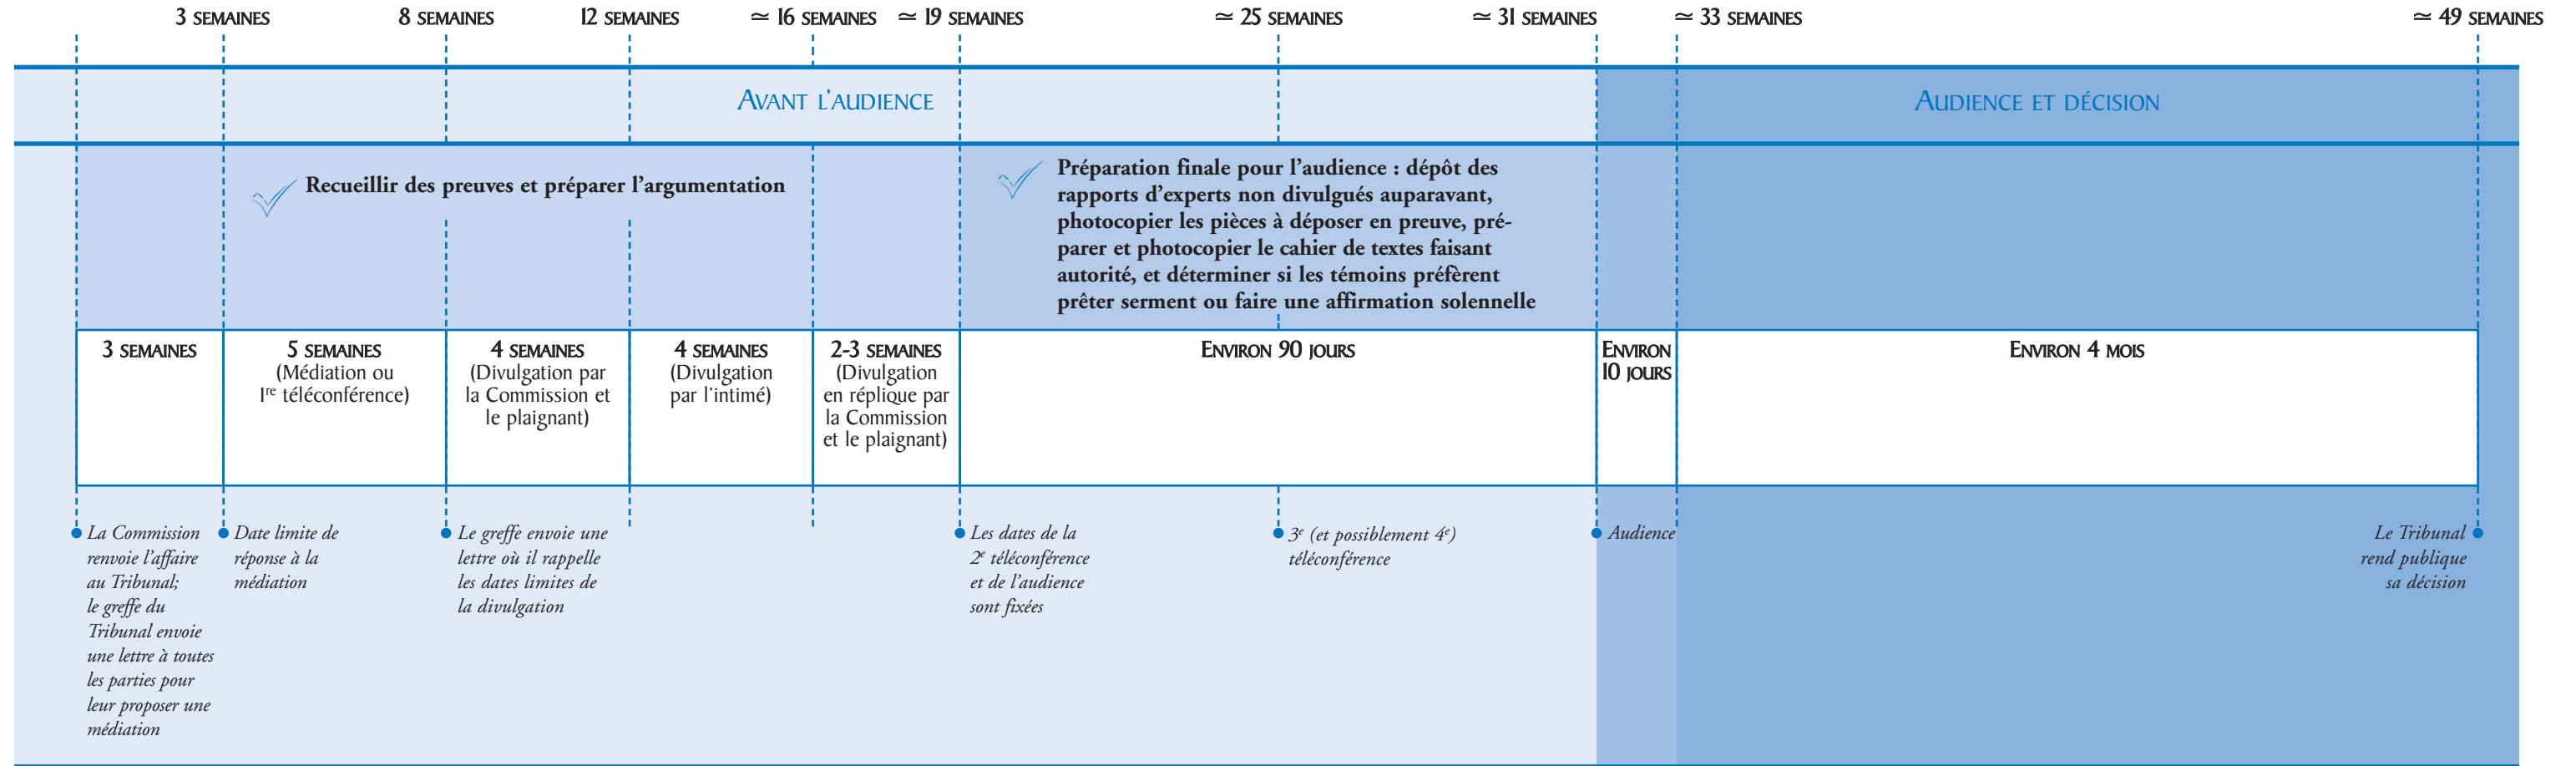 3 SEMAINES
8 SEMAINES
12 SEMAINES
≃ 16 SEMAINES
≃ 19 SEMAINES
≃ 25 SEMAINES
≃ 31 SEMAINES
≃ 33 SEMAINES
≃ 49 SEMAINES
AVANT L'AUDIENCE
AUDIENCE ET DÉCISION
Recueillir des preuves et préparer l'argumentation
Préparation finale pour l'audience : dépôt des
rapports d'experts non divulgués auparavant,
photocopier les pièces à déposer en preuve, pré-
parer et photocopier le cahier de textes faisant
autorité, et déterminer si les témoins préfèrent
prêter serment ou faire une affirmation solennelle
3 SEMAINES
5 SEMAINES
(Médiation ou
1re téléconférence)
4 SEMAINES
(Divulgation par
la Commission et
le plaignant)
4 SEMAINES
(Divulgation
par l'intimé)
2-3 SEMAINES
(Divulgation
en réplique par
la Commission
et le plaignant)
ENVIRON 90 JOURS
ENVIRON
10 JOURS
ENVIRON 4 MOIS
La Commission
renvoie l'affaire
au Tribunal;
le greffe du
Tribunal envoie
une lettre à toutes
les parties pour
leur proposer une
médiation
Date limite de
réponse à la
médiation
Le greffe envoie une
lettre où il rappelle
les dates limites de
la divulgation
Les dates de la
2e téléconférence
et de l'audience
sont fixées
3e (et possiblement 4e)
téléconférence
Audience
Le Tribunal
rend publique
sa décision